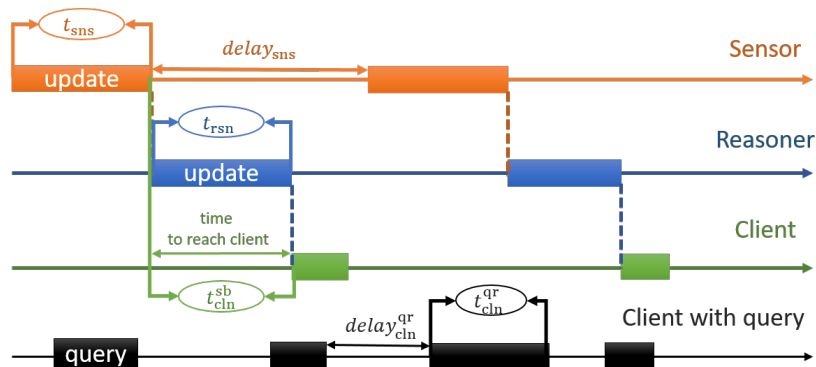 t_sns
delay_sns
Sensor
update
t_rsn
Reasoner
update
time
to reach client
Client
t_cln^sb
delay_cln^qr
t_cln^qr
Client with query
query